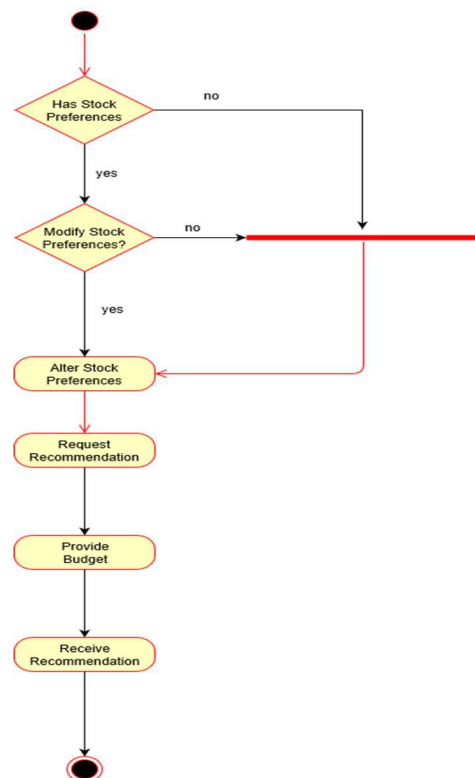 Has Stock
Preferences
no
yes
Modify Stock
Preferences?
no
yes
Alter Stock
Preferences
Request
Recommendation
Provide
Budget
Receive
Recommendation